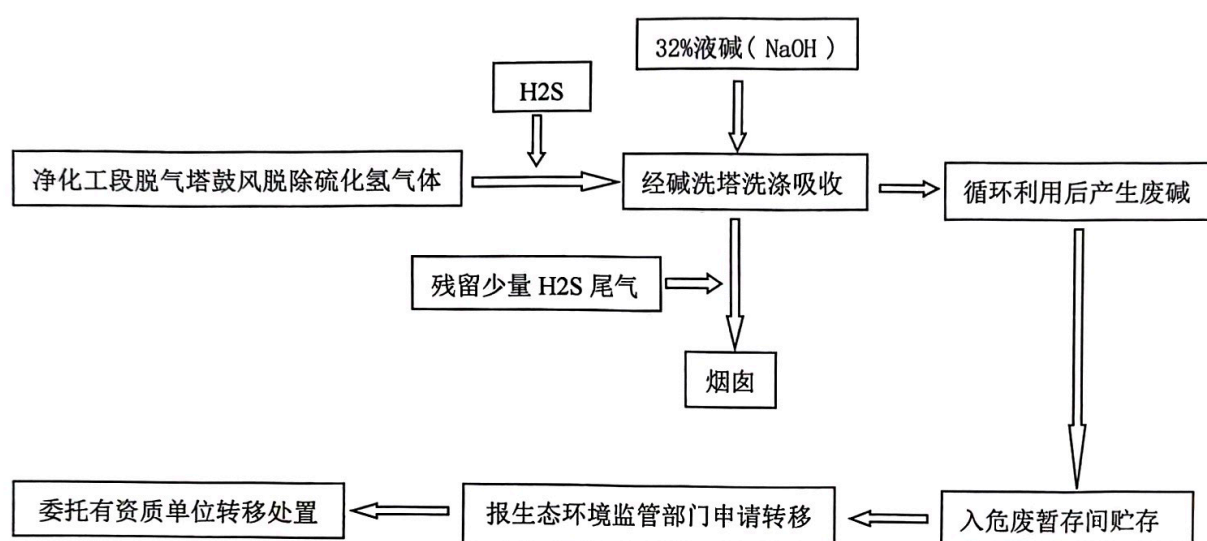 32%液碱（NaOH）
H2S
净化工段脱气塔鼓风脱除硫化氢气体
经碱洗塔洗涤吸收
循环利用后产生废碱
残留少量 H2S 尾气
烟囱
委托有资质单位转移处置
报生态环境监管部门申请转移
入危废暂存间贮存